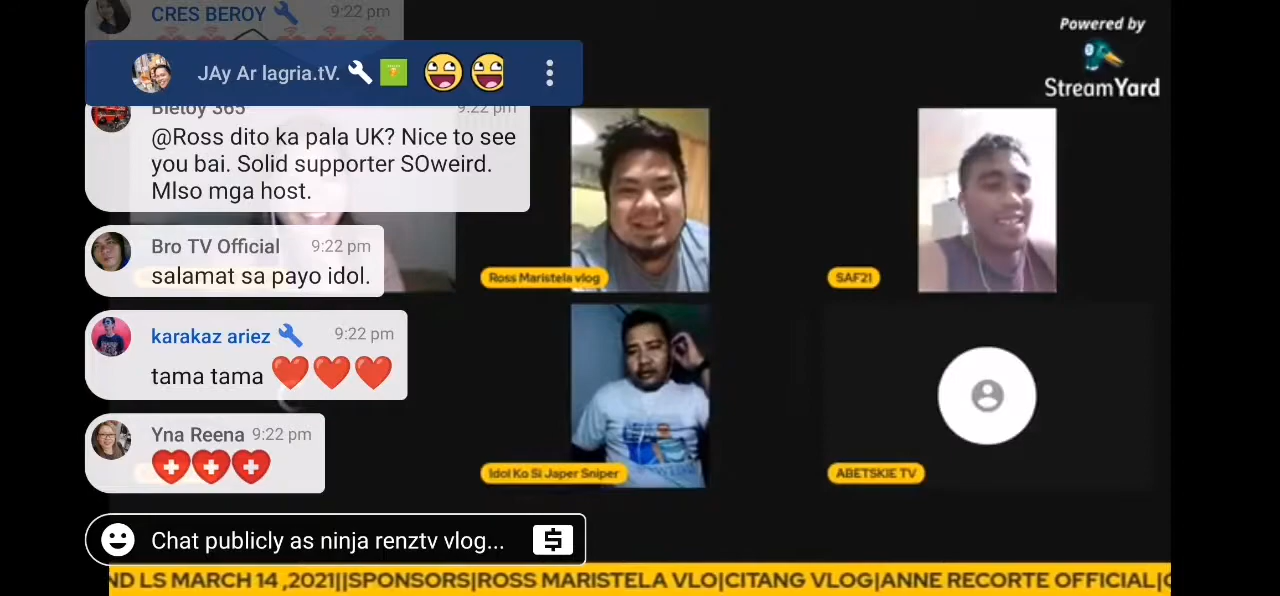 CRES BEROY
9:22 pm
JAy Ar lagria.tV.
Bletoy 365
9:22 pm
@Ross dito ka pala UK? Nice to see
you bai. Solid supporter SOweird.
Mlso mga host.
Bro TV Official 9:22 pm
salamat sa payo idol.
karakaz ariez 9:22 pm
tama tama
Yna Reena 9:22 pm
Chat publicly as ninja renztv vlog...
Powered by
StreamYard
Ross Maristela vlog
SAF21
Idol Ko Si Japer Sniper
ABETSKIE TV
ND LS MARCH 14 ,2021||SPONSORS|ROSS MARISTELA VLO|CITANG VLOG|ANNE RECORTE OFFICIAL|